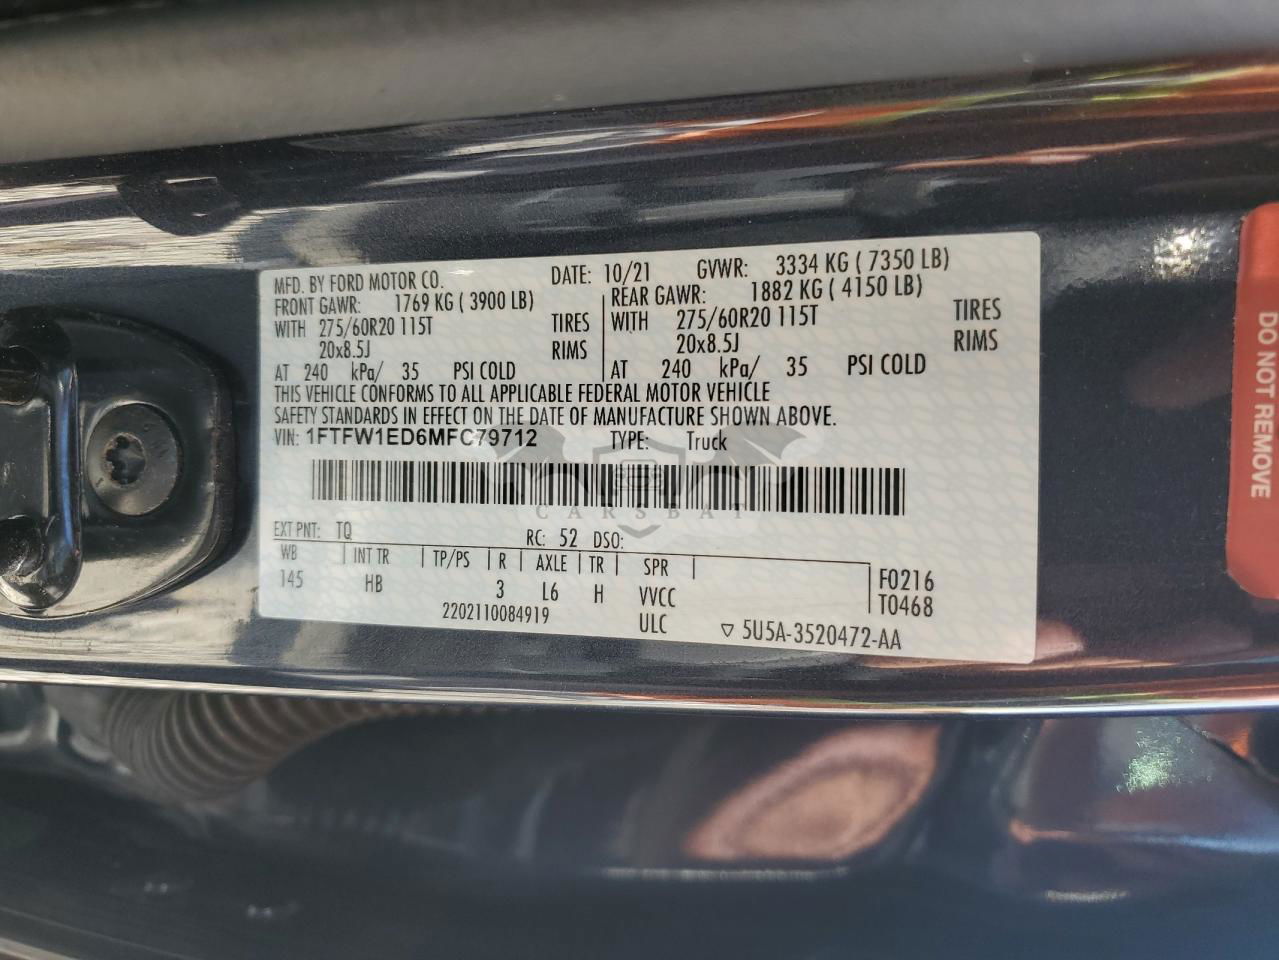 MFD. BY FORD MOTOR CO. DATE: 10/21 GVWR: 3334 KG ( 7350 LB)
FRONT GAWR: 1769 KG ( 3900 LB) REAR GAWR: 1882 KG ( 4150 LB)
WITH 275/60R20 115T TIRES WITH 275/60R20 115T TIRES
20x8.5J RIMS 20x8.5J RIMS
AT 240 kPa/ 35 PSI COLD AT 240 kPa/ 35 PSI COLD
THIS VEHICLE CONFORMS TO ALL APPLICABLE FEDERAL MOTOR VEHICLE
SAFETY STANDARDS IN EFFECT ON THE DATE OF MANUFACTURE SHOWN ABOVE.
VIN: 1FTFW1ED6MFC79712 TYPE: Truck
CARSBAT
EXT PNT: TQ RC: 52 DSO:
WB INT TR TP/PS R AXLE TR SPR
145 HB 3 L6 H VVCC F0216
2202110084919 ULC T0468
▽ 5U5A-3520472-AA
DO NOT REMOVE